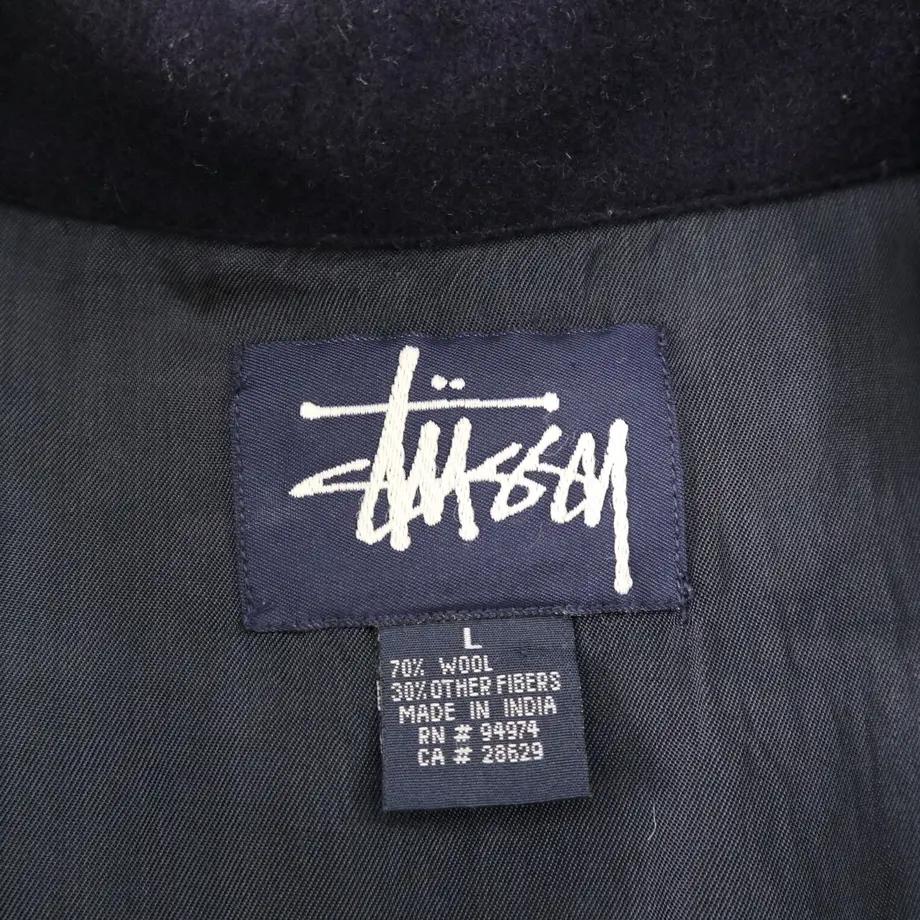 Stüssy
L
70% WOOL
30% OTHER FIBERS
MADE IN INDIA
RN # 94974
CA # 28629